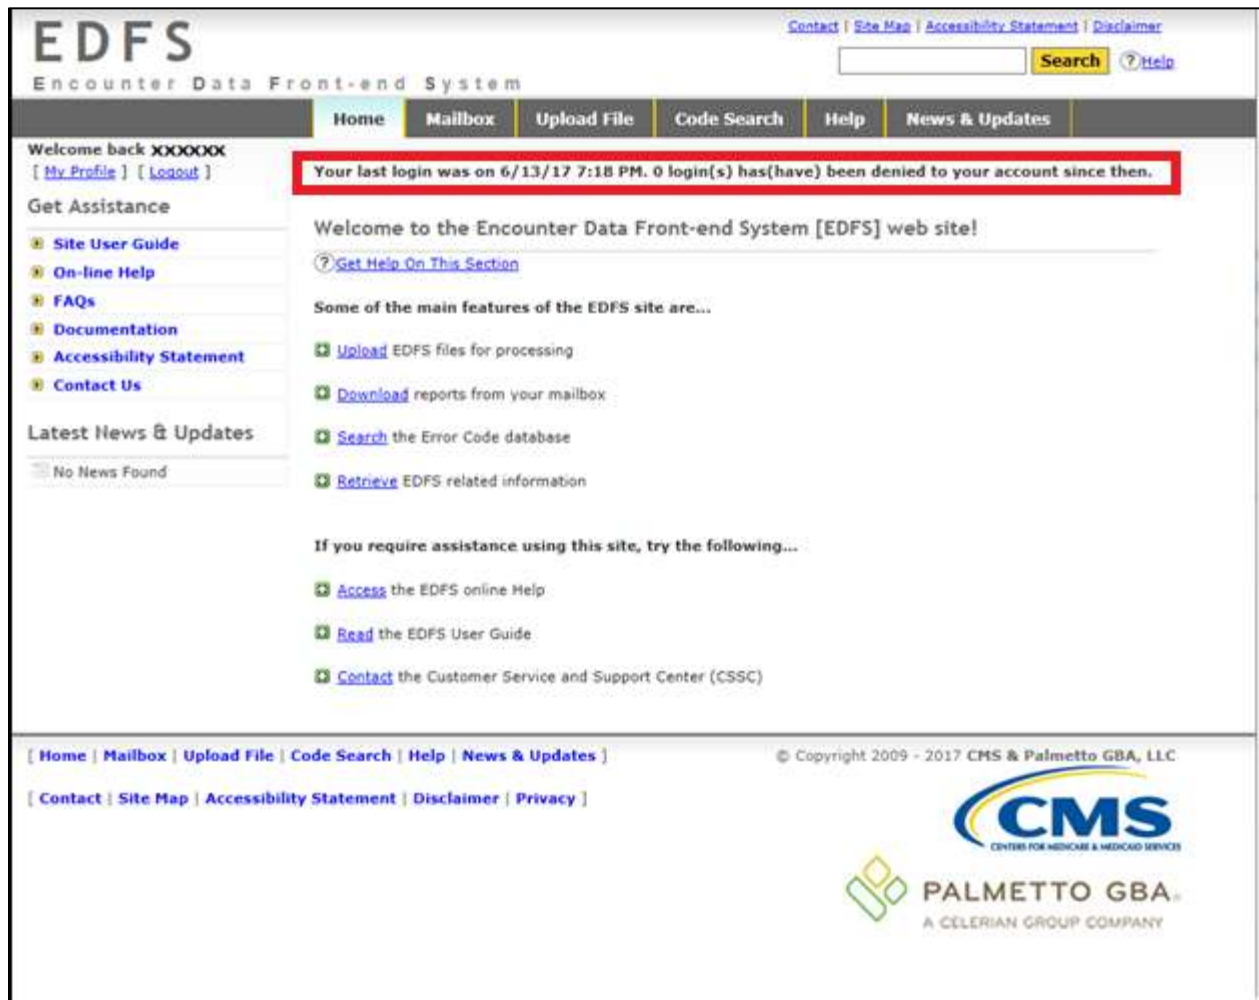 EDFS
Contact | Site Map | Accessibility Statement | Disclaimer
Search ?Help
Encounter Data Front-end System
Home Mailbox Upload File Code Search Help News & Updates
Welcome back XXXXXX
[ My Profile ] [ Logout ]
Your last login was on 6/13/17 7:18 PM. 0 login(s) has(have) been denied to your account since then.
Get Assistance
Site User Guide
On-line Help
FAQs
Documentation
Accessibility Statement
Contact Us
Latest News & Updates
No News Found
Welcome to the Encounter Data Front-end System [EDFS] web site!
?Get Help On This Section
Some of the main features of the EDFS site are...
Upload EDFS files for processing
Download reports from your mailbox
Search the Error Code database
Retrieve EDFS related information
If you require assistance using this site, try the following...
Access the EDFS online Help
Read the EDFS User Guide
Contact the Customer Service and Support Center (CSSC)
[ Home | Mailbox | Upload File | Code Search | Help | News & Updates ]
© Copyright 2009 - 2017 CMS & Palmetto GBA, LLC
[ Contact | Site Map | Accessibility Statement | Disclaimer | Privacy ]
CMS
CENTERS FOR MEDICARE & MEDICAID SERVICES
PALMETTO GBA®
A CELERIAN GROUP COMPANY